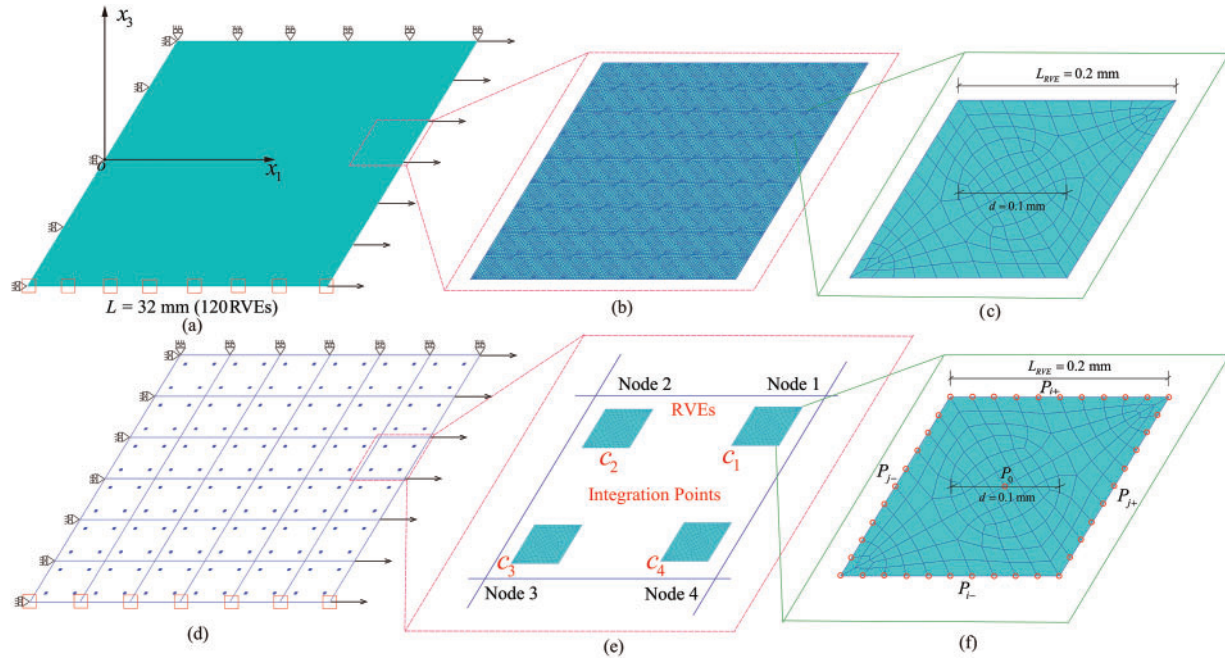 x₃
o
x₁
L = 32 mm (120RVEs)
(a)
(b)
L_RVE = 0.2 mm
d = 0.1 mm
(c)
(d)
Node 2
Node 1
RVEs
C₂
C₁
Integration Points
C₃
C₄
Node 3
Node 4
(e)
L_RVE = 0.2 mm
P_i+
P_j-
P₀
d = 0.1 mm
P_j+
P_i-
(f)